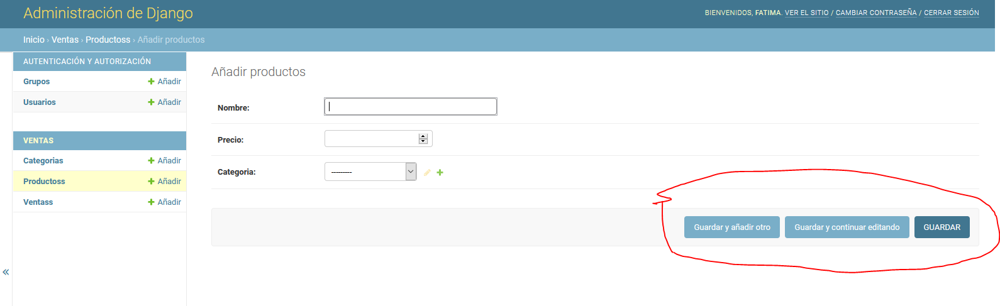 Administración de Django
BIENVENIDOS, FATIMA. VER EL SITIO / CAMBIAR CONTRASEÑA / CERRAR SESIÓN
Inicio › Ventas › Productoss › Añadir productos
AUTENTICACIÓN Y AUTORIZACIÓN
Grupos + Añadir
Usuarios + Añadir
VENTAS
Categorias + Añadir
Productoss + Añadir
Ventass + Añadir
«
Añadir productos
Nombre:
Precio:
Categoria: ---------
Guardar y añadir otro Guardar y continuar editando GUARDAR